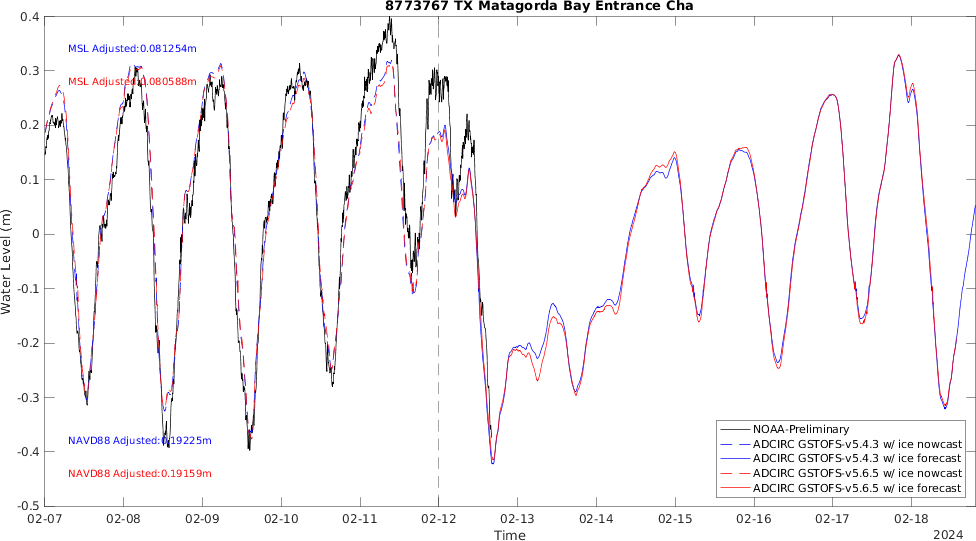 8773767 TX Matagorda Bay Entrance Cha
0.4
0.3
0.2
0.1
0
-0.1
-0.2
-0.3
-0.4
-0.5
Water Level (m)
MSL Adjusted:0.081254m
MSL Adjusted:0.080588m
NAVD88 Adjusted:0.19225m
NAVD88 Adjusted:0.19159m
NOAA-Preliminary
ADCIRC GSTOFS-v5.4.3 w/ ice nowcast
ADCIRC GSTOFS-v5.4.3 w/ ice forecast
ADCIRC GSTOFS-v5.6.5 w/ ice nowcast
ADCIRC GSTOFS-v5.6.5 w/ ice forecast
02-07 02-08 02-09 02-10 02-11 02-12 02-13 02-14 02-15 02-16 02-17 02-18
Time
2024